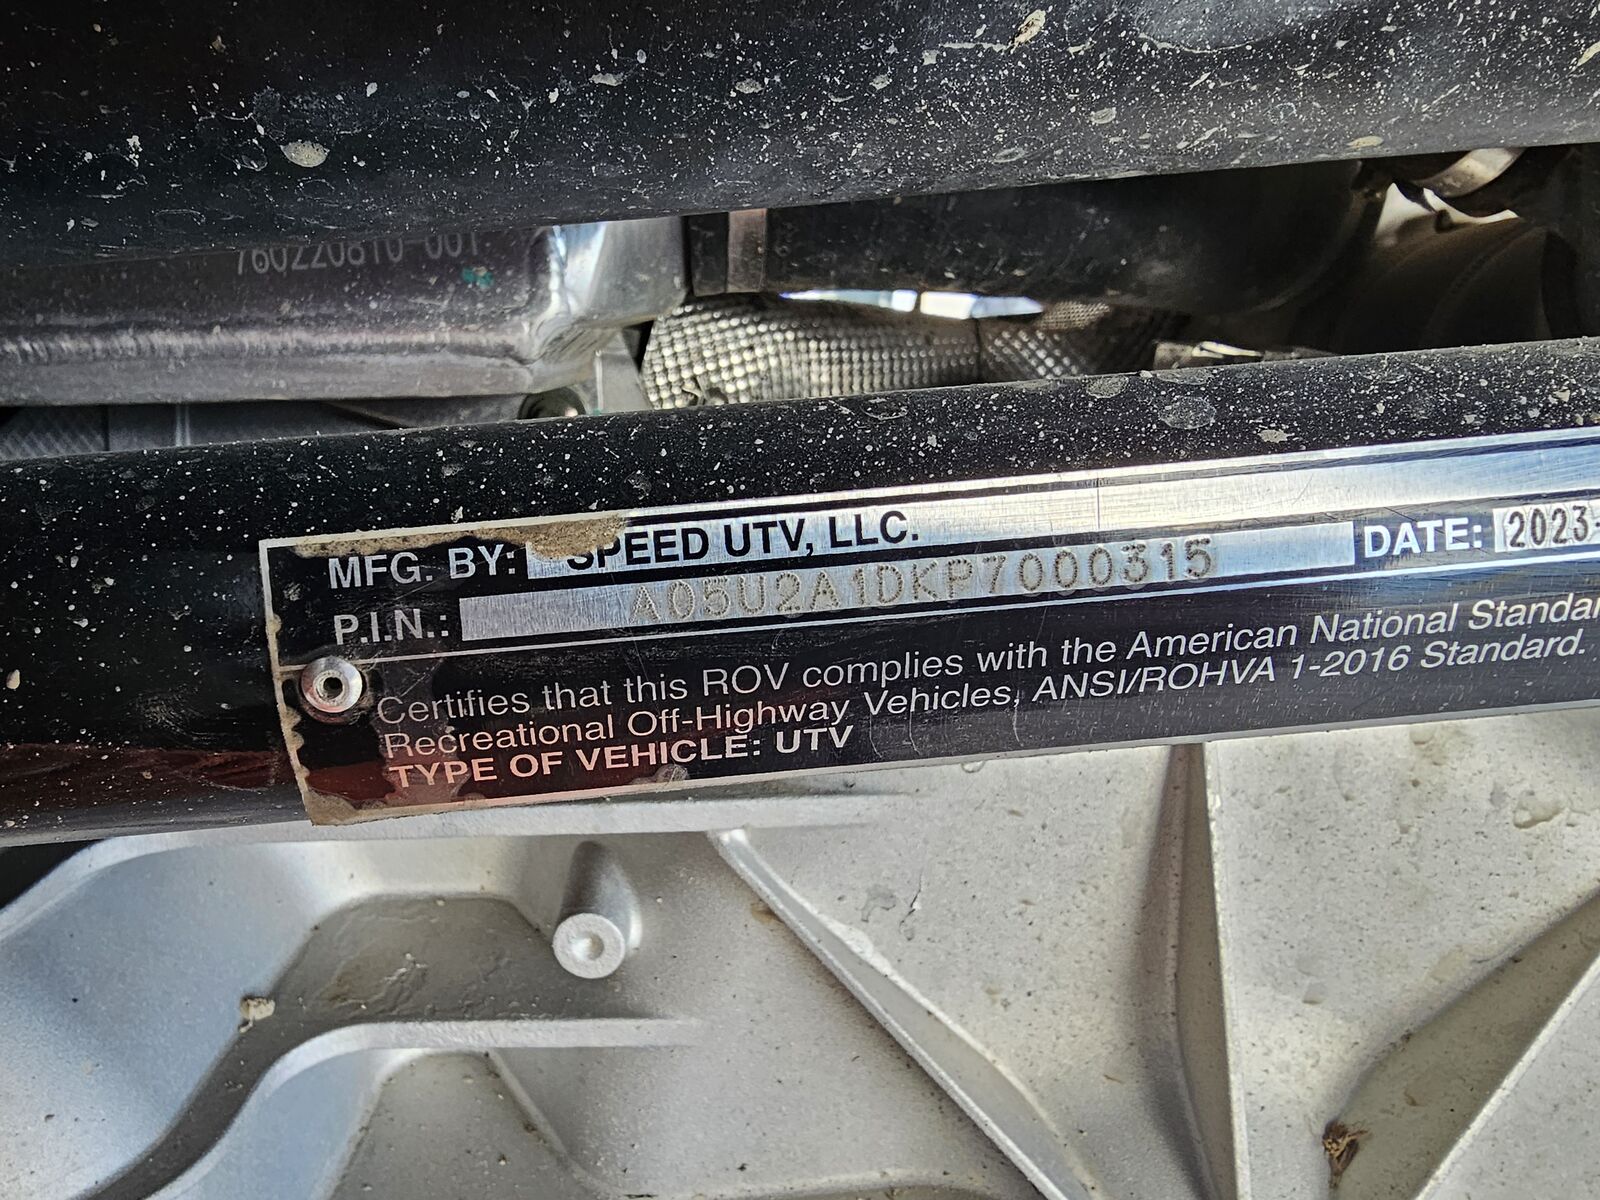 760220810-001
MFG. BY: SPEED UTV, LLC. DATE: 2023-
P.I.N.: A05U2A1DKP7000315
Certifies that this ROV complies with the American National Standar
Recreational Off-Highway Vehicles, ANSI/ROHVA 1-2016 Standard.
TYPE OF VEHICLE: UTV